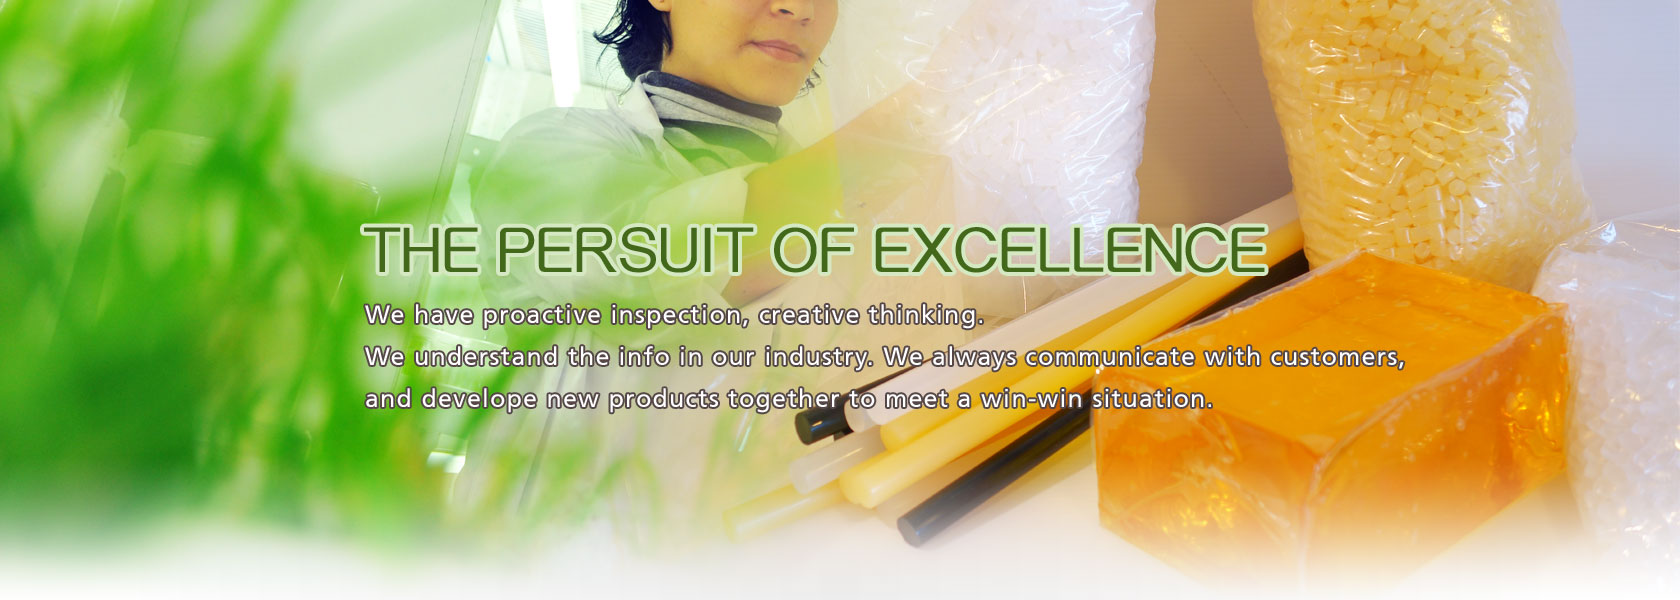 THE PERSUIT OF EXCELLENCE
We have proactive inspection, creative thinking.
We understand the info in our industry. We always communicate with customers,
and develope new products together to meet a win-win situation.